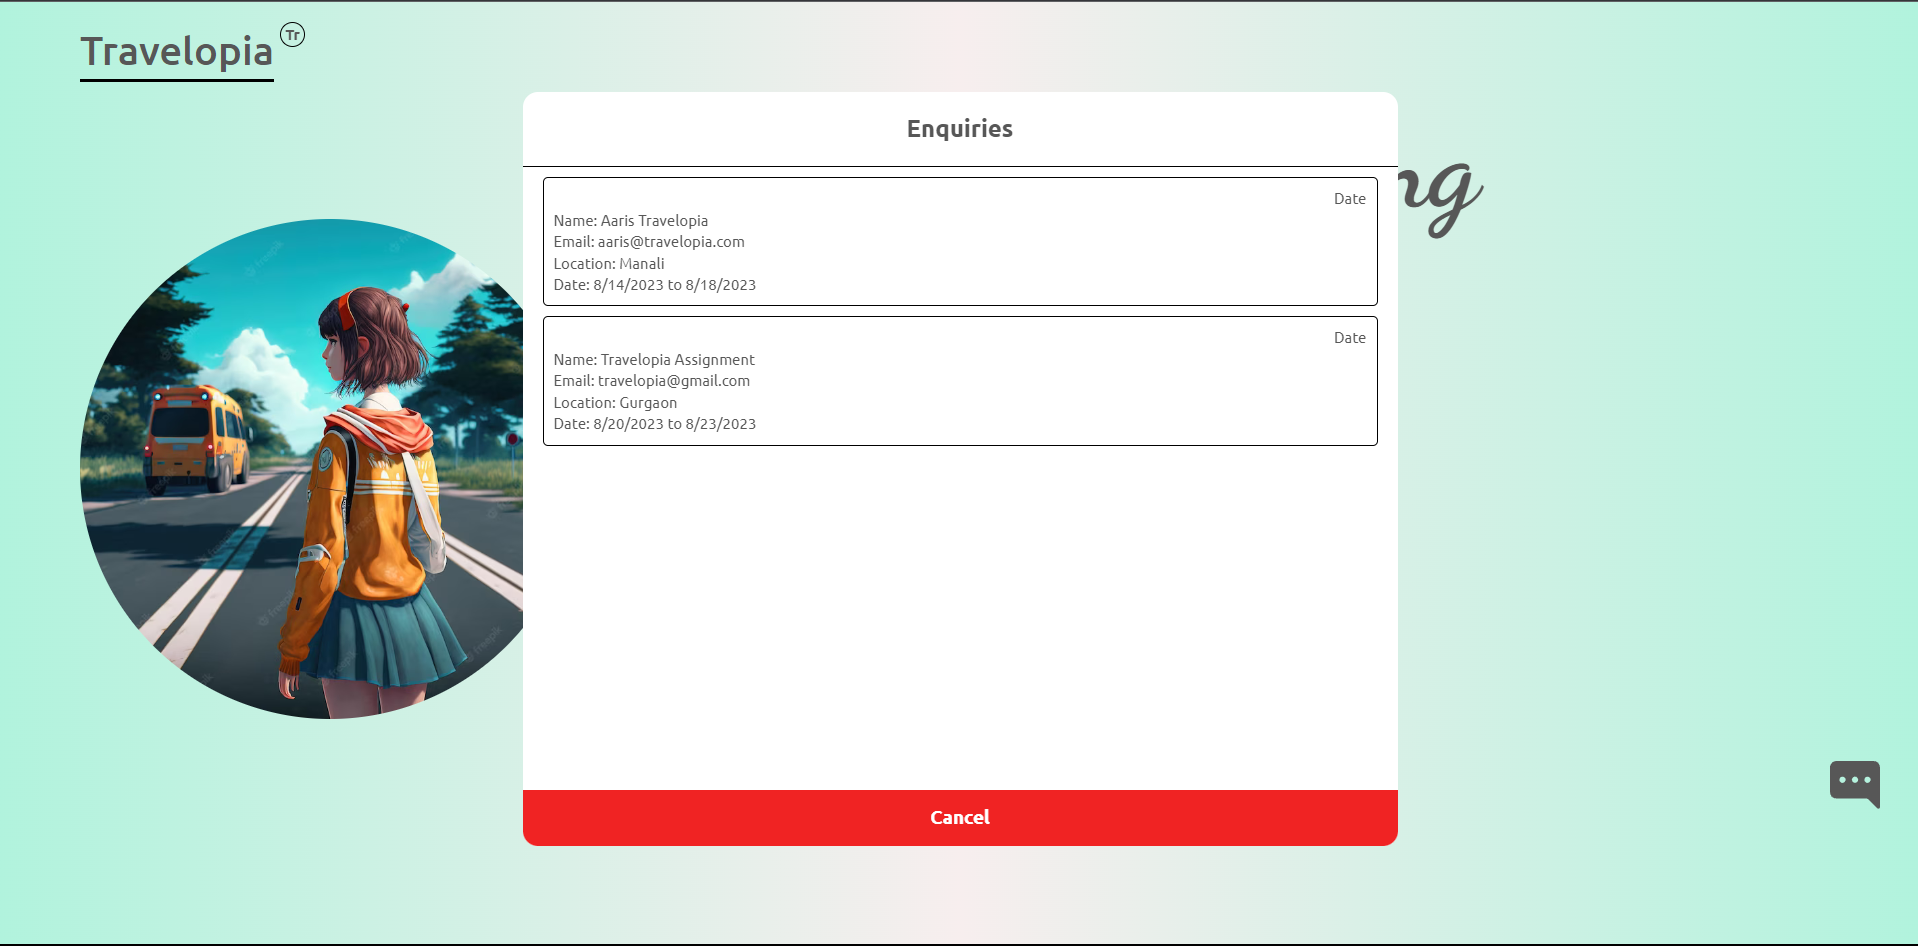 Travelopia Tr
Enquiries
Date
Name: Aaris Travelopia
Email: aaris@travelopia.com
Location: Manali
Date: 8/14/2023 to 8/18/2023
Date
Name: Travelopia Assignment
Email: travelopia@gmail.com
Location: Gurgaon
Date: 8/20/2023 to 8/23/2023
Cancel